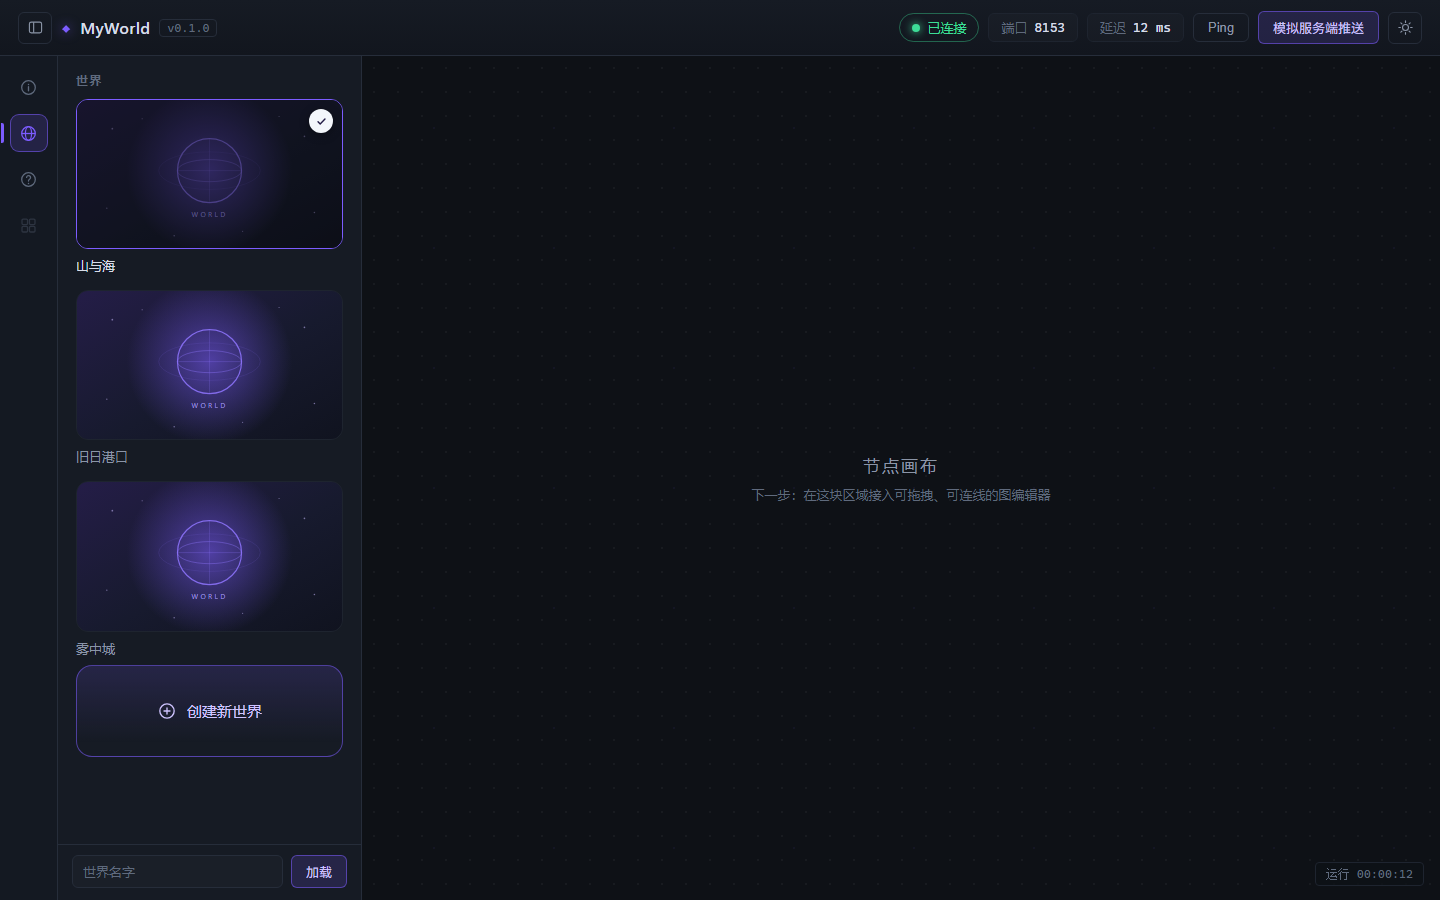 MyWorld v0.1.0 已连接 端口 8153 延迟 12 ms Ping 模拟服务端推送
世界
WORLD
山与海
WORLD
旧日港口
WORLD
雾中城
创建新世界
世界名字 加载
节点画布
下一步：在这块区域接入可拖拽、可连线的图编辑器
运行 00:00:12